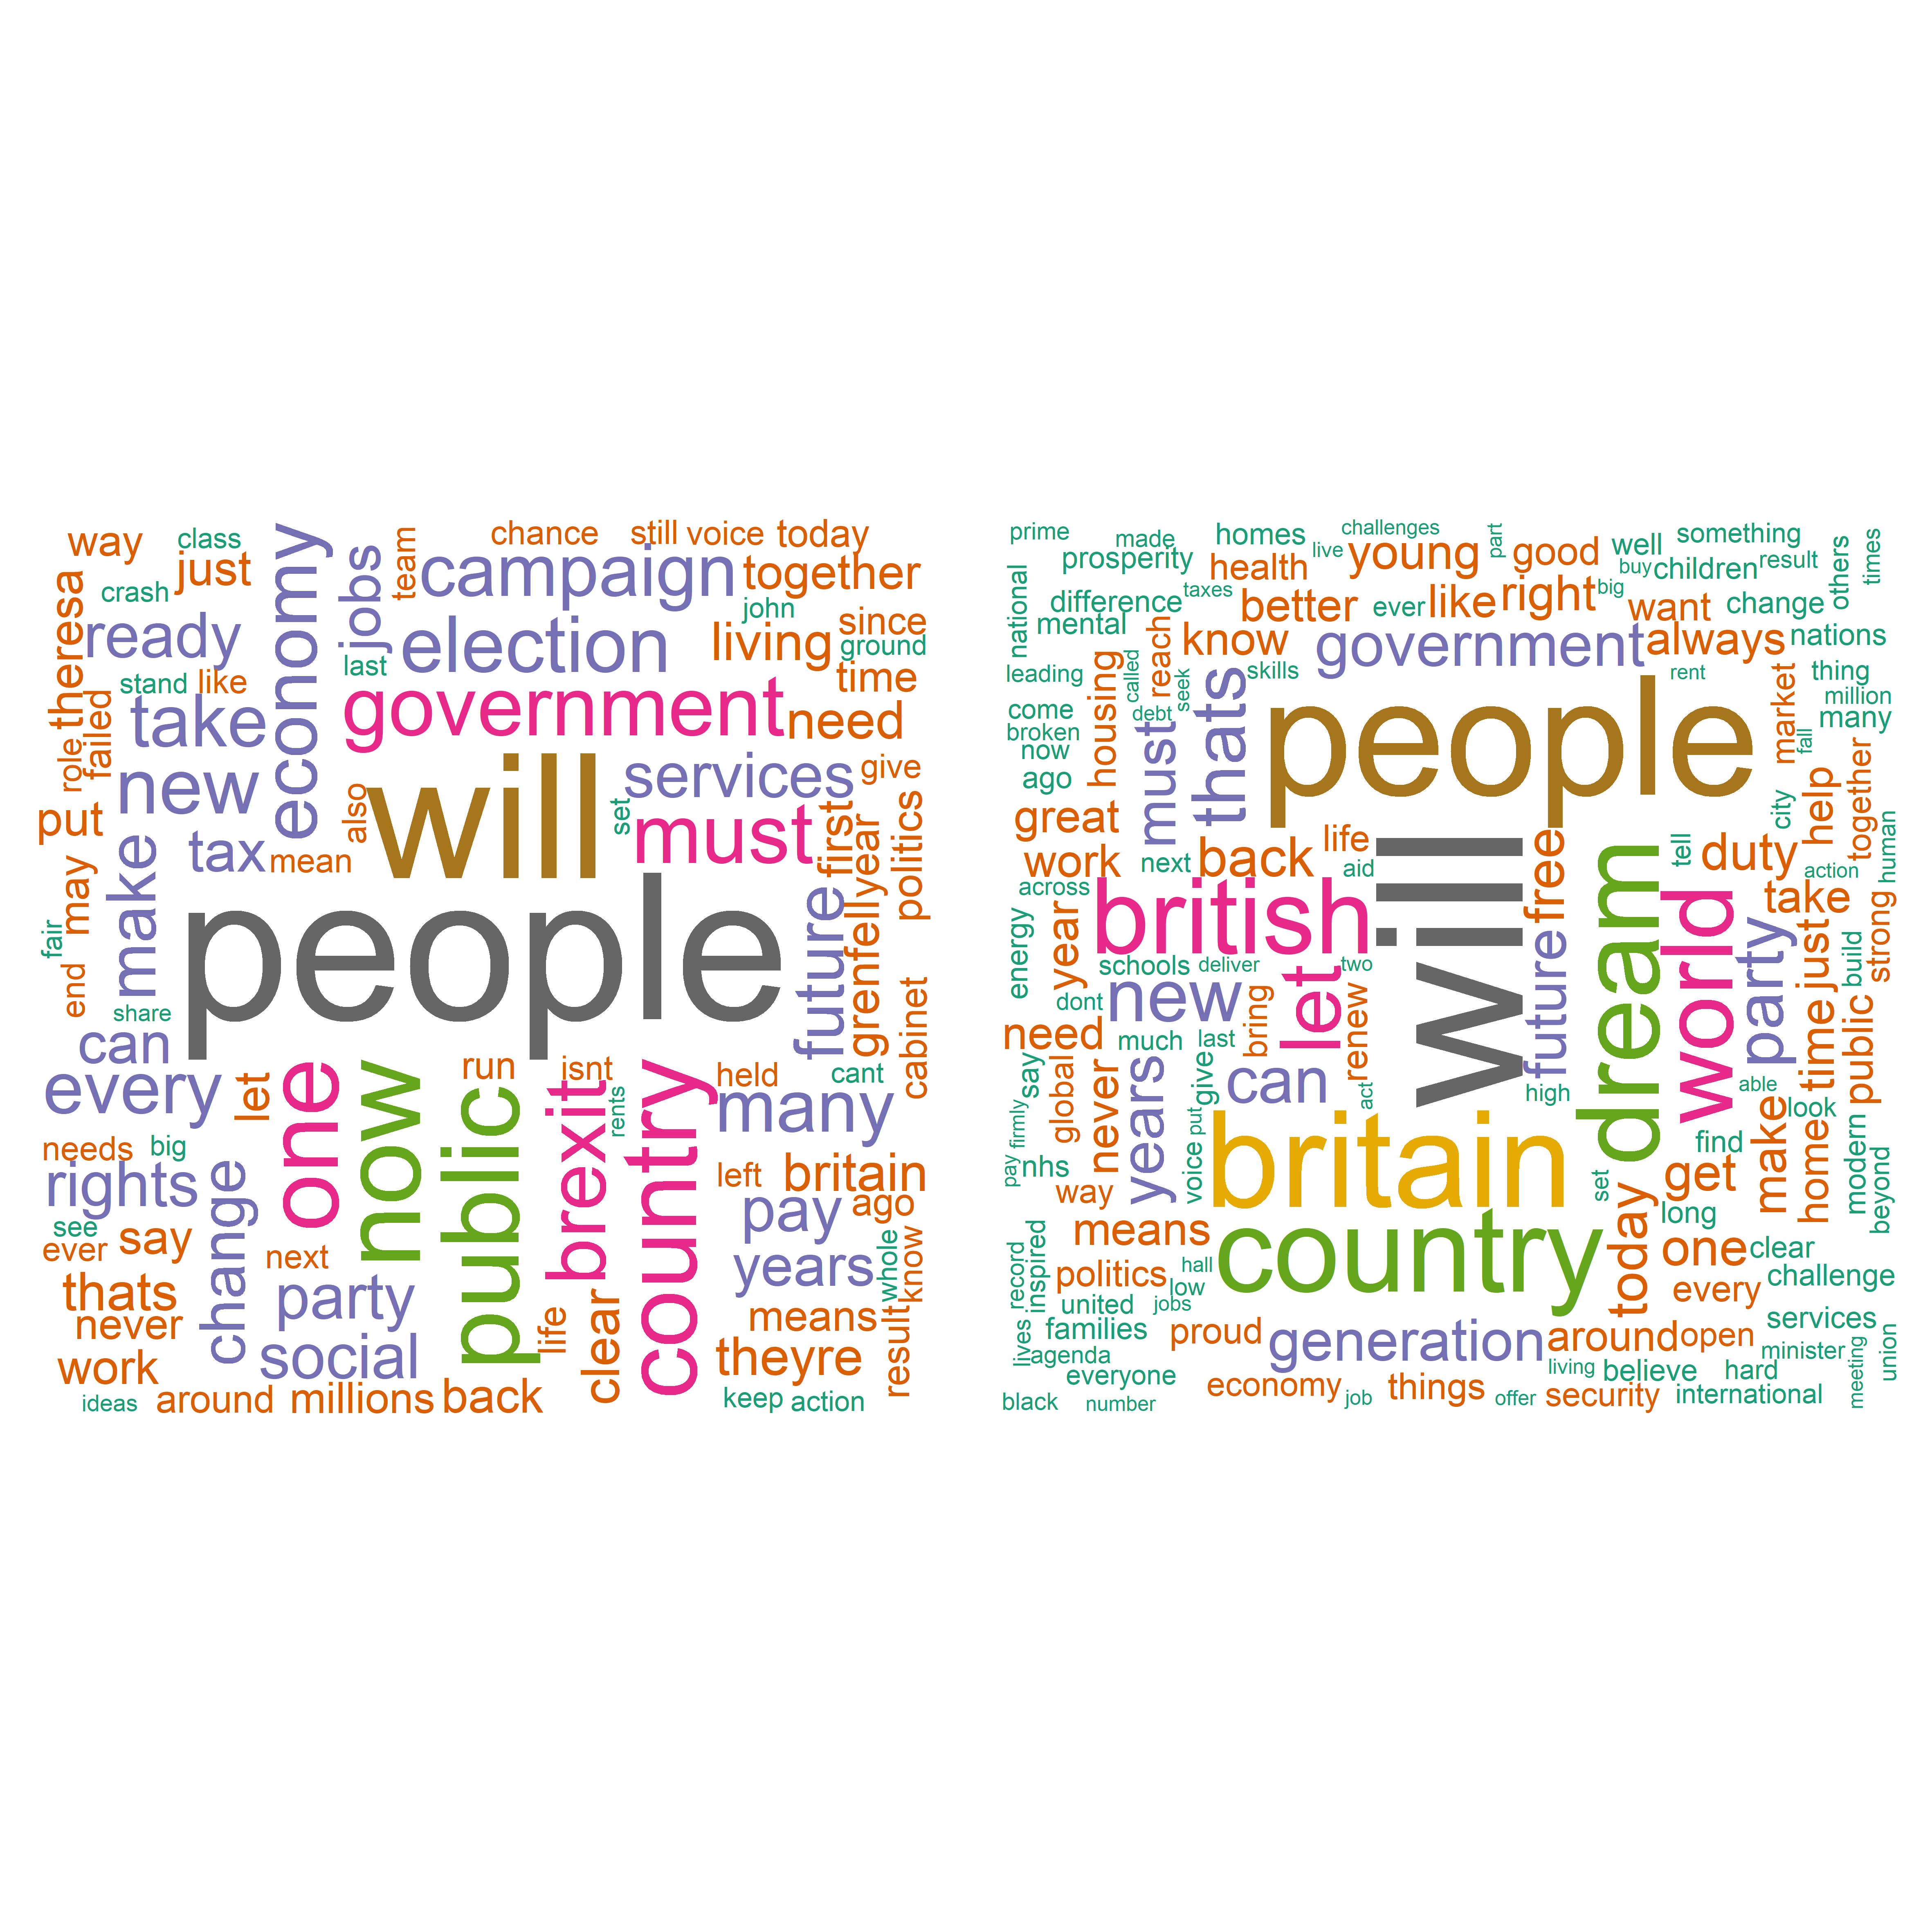 way
class
just
crash
theresa
ready
economy
jobs
team
chance
still
voice
today
campaign
together
john
since
election
living
ground
last
time
stand
like
take
government
need
role
failed
new
will
services
give
put
tax
also
set
must
first
year
politics
mean
make
may
people
future
grenfell
fair
end
share
cabinet
can
every
let
one
now
public
run
isnt
brexit
rents
country
held
cant
many
needs
big
rights
change
left
britain
pay
ago
see
ever
say
next
years
whole
know
thats
never
party
life
clear
means
result
work
social
theyre
ideas
around
millions
back
keep
action
prime
made
homes
challenges
live
young
part
good
well
something
prosperity
health
buy
children
result
others
times
national
difference
taxes
better
ever
like
right
big
want
change
mental
know
government
always
nations
leading
housing
called
reach
seek
skills
thats
rent
thing
come
debt
people
market
million
many
broken
now
must
fall
ago
great
city
help
together
work
next
back
life
will
free
dream
tell
duty
human
across
aid
action
energy
year
british
world
take
strong
schools
deliver
two
party
just
build
dont
new
let
future
need
much
last
bring
renew
time
public
say
global
years
give
can
act
high
able
firmly
never
put
britain
make
home
look
pay
nhs
voice
set
find
modern
beyond
way
get
means
country
today
long
record
inspired
politics
hall
low
one
clear
united
jobs
every
challenge
lives
families
proud
generation
around
open
services
agenda
minister
union
everyone
living
believe
hard
meeting
economy
job
things
offer
security
international
black
number